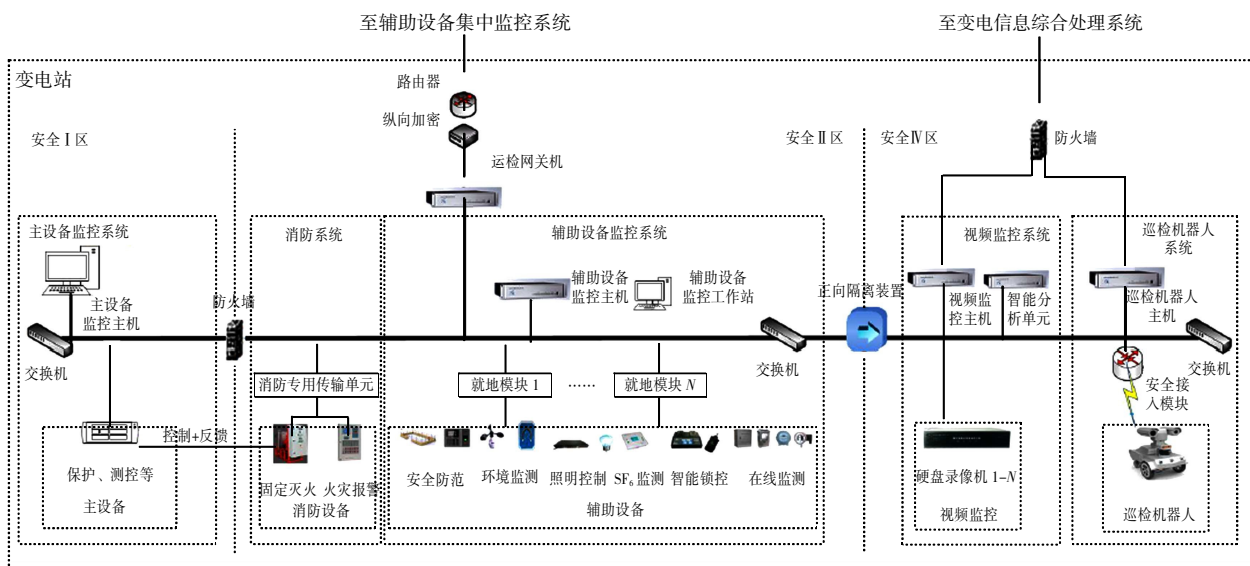 至辅助设备集中监控系统
至变电信息综合处理系统
变电站
路由器
纵向加密
运检网关机
安全Ⅰ区
安全Ⅱ区
安全Ⅳ区
防火墙
主设备监控系统
消防系统
辅助设备监控系统
视频监控系统
巡检机器人
系统
主设备
监控主机
防火墙
辅助设备
监控主机
辅助设备
监控工作站
正向隔离装置
视频监
控主机
智能分
析单元
巡检机器人
主机
交换机
交换机
交换机
消防专用传输单元
就地模块 1
……
就地模块 N
安全接
入模块
控制+反馈
保护、测控等
主设备
固定灭火
火灾报警
消防设备
安全防范
环境监测
照明控制
SF₆监测
智能锁控
在线监测
辅助设备
硬盘录像机 1-N
视频监控
巡检机器人